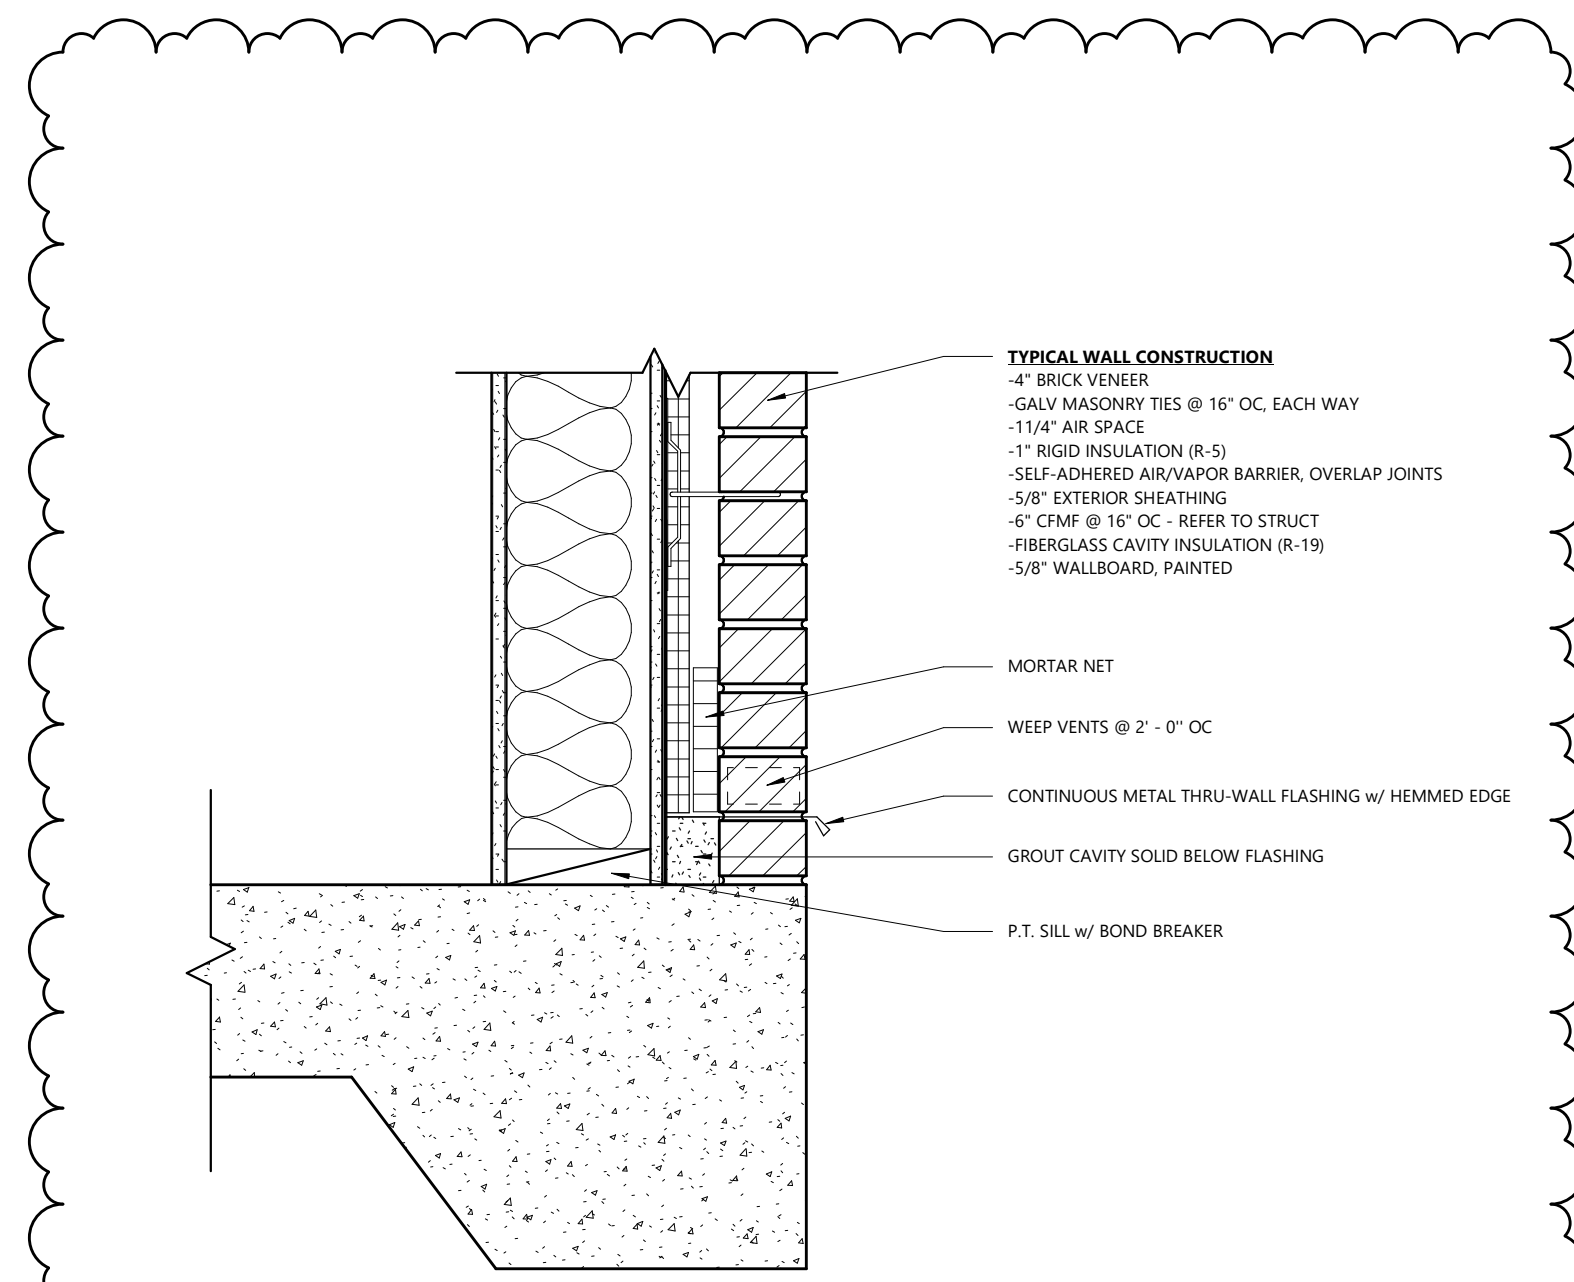 TYPICAL WALL CONSTRUCTION
-4" BRICK VENEER
-GALV MASONRY TIES @ 16" OC, EACH WAY
-11/4" AIR SPACE
-1" RIGID INSULATION (R-5)
-SELF-ADHERED AIR/VAPOR BARRIER, OVERLAP JOINTS
-5/8" EXTERIOR SHEATHING
-6" CFMF @ 16" OC - REFER TO STRUCT
-FIBERGLASS CAVITY INSULATION (R-19)
-5/8" WALLBOARD, PAINTED
MORTAR NET
WEEP VENTS @ 2' - 0'' OC
CONTINUOUS METAL THRU-WALL FLASHING w/ HEMMED EDGE
GROUT CAVITY SOLID BELOW FLASHING
P.T. SILL w/ BOND BREAKER